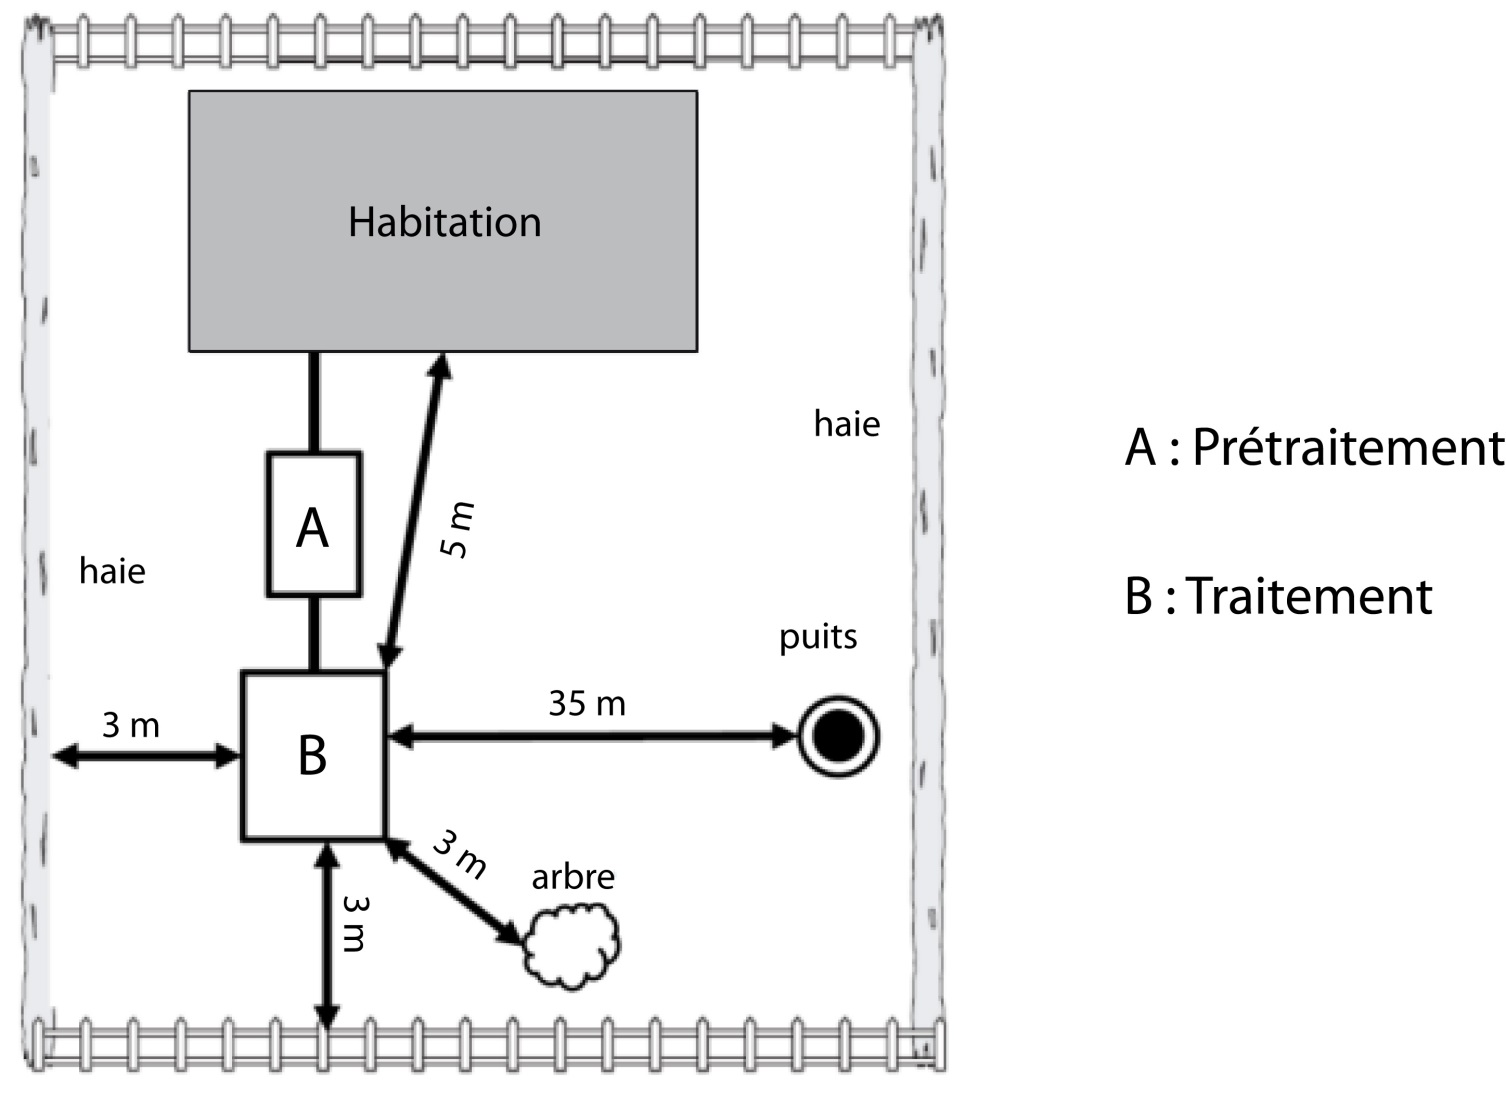 Habitation
haie
A : Prétraitement
A
5 m
haie
B : Traitement
puits
35 m
3 m
B
3 m
arbre
3 m